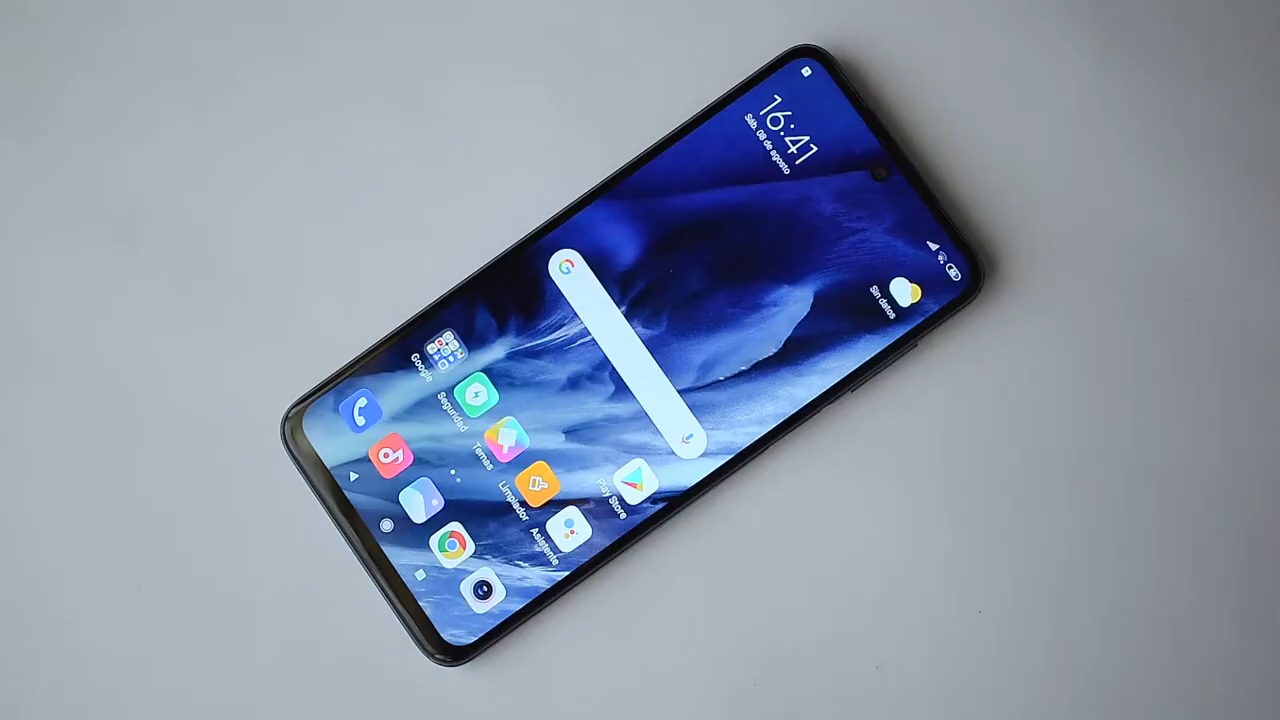 16:41
Sáb. 08 de agosto
Sin datos
Play Store
Google
Seguridad
Temas
Limpiador
Asistente